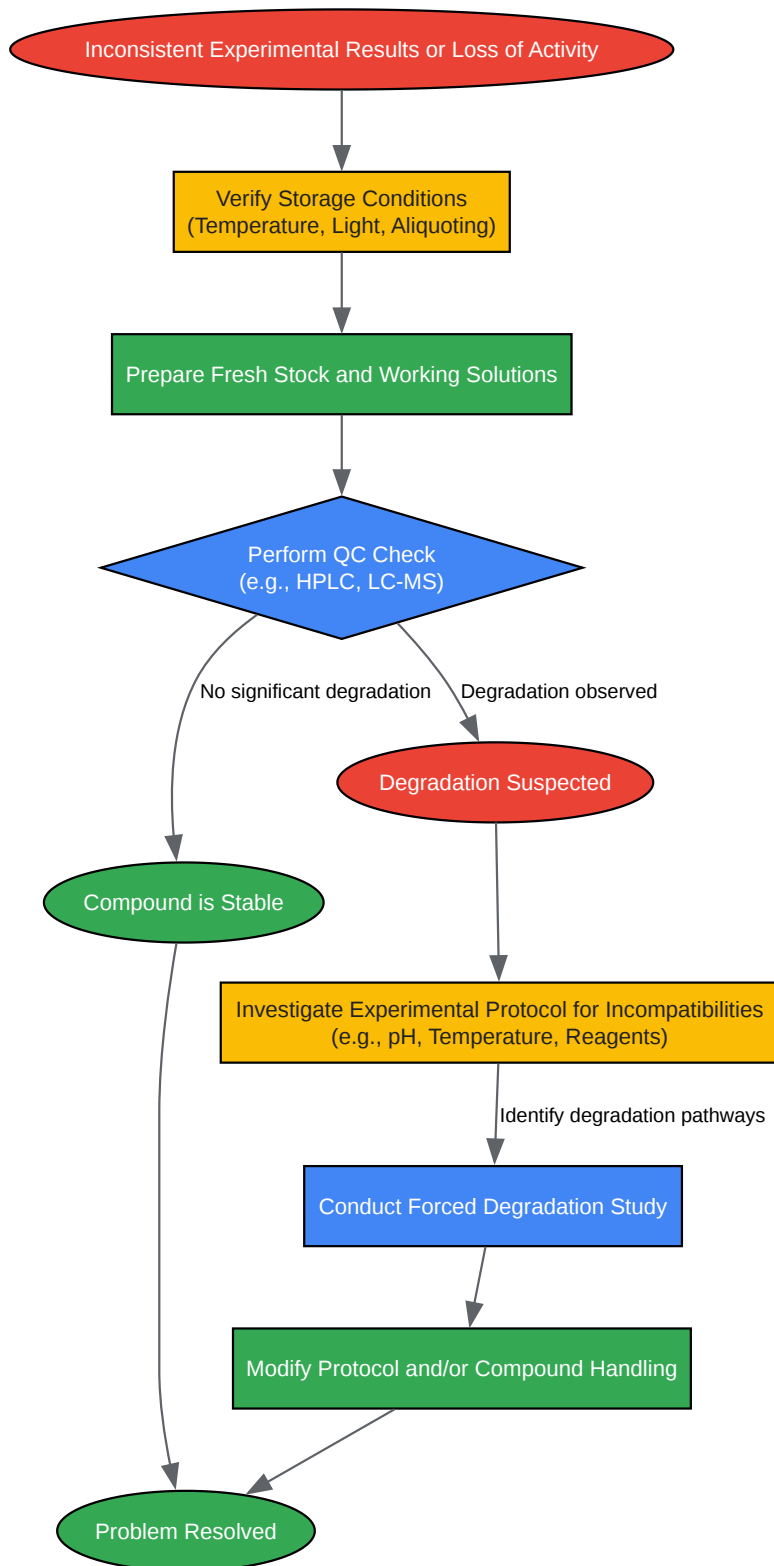 Inconsistent Experimental Results or Loss of Activity
Verify Storage Conditions
(Temperature, Light, Aliquoting)
Prepare Fresh Stock and Working Solutions
Perform QC Check
(e.g., HPLC, LC-MS)
No significant degradation
Degradation observed
Degradation Suspected
Compound is Stable
Investigate Experimental Protocol for Incompatibilities
(e.g., pH, Temperature, Reagents)
Identify degradation pathways
Conduct Forced Degradation Study
Modify Protocol and/or Compound Handling
Problem Resolved